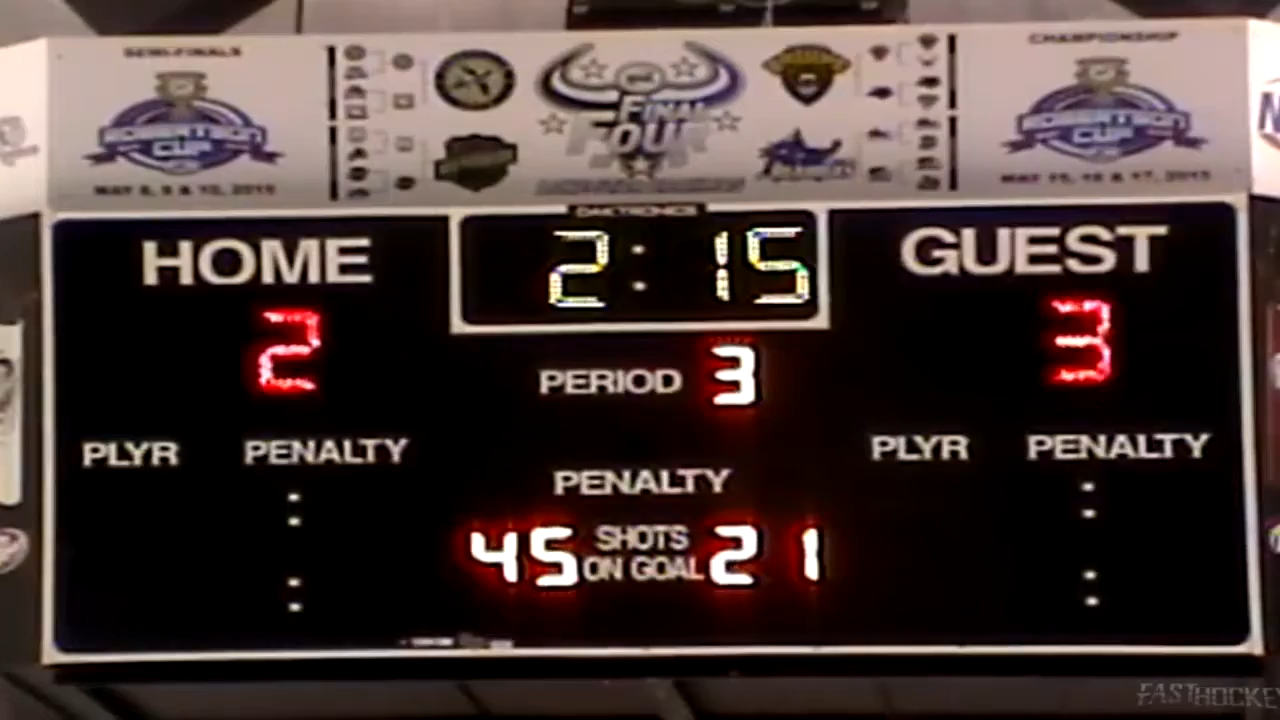 SEMI-FINALS
CHAMPIONSHIP
ROBERTSON
CUP
FINAL
FOUR
ROBERTSON
CUP
MAY 8, 9 & 10, 2015
MAY 15, 16 & 17, 2015
DAKTRONICS
HOME
2:15
GUEST
2
3
PERIOD 3
PLYR PENALTY
PLYR PENALTY
PENALTY
: :
45 SHOTS ON GOAL 21
: :
FASTHOCKEY